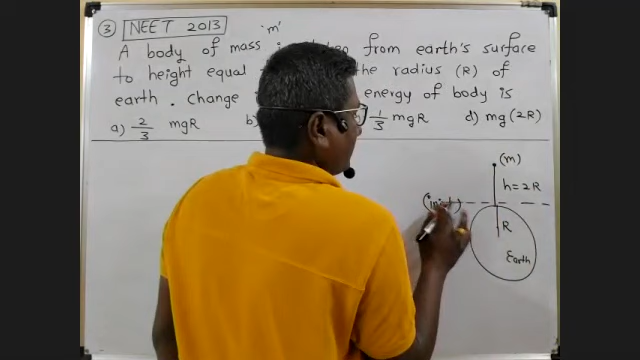 ③ NEET 2013
'm'
A body of mass from earth's surface
to height equal the radius (R) of
earth. Change energy of body is
a) 2/3 mgR b) 1/3 mgR d) mg(2R)
(m)
h=2R
R
Earth